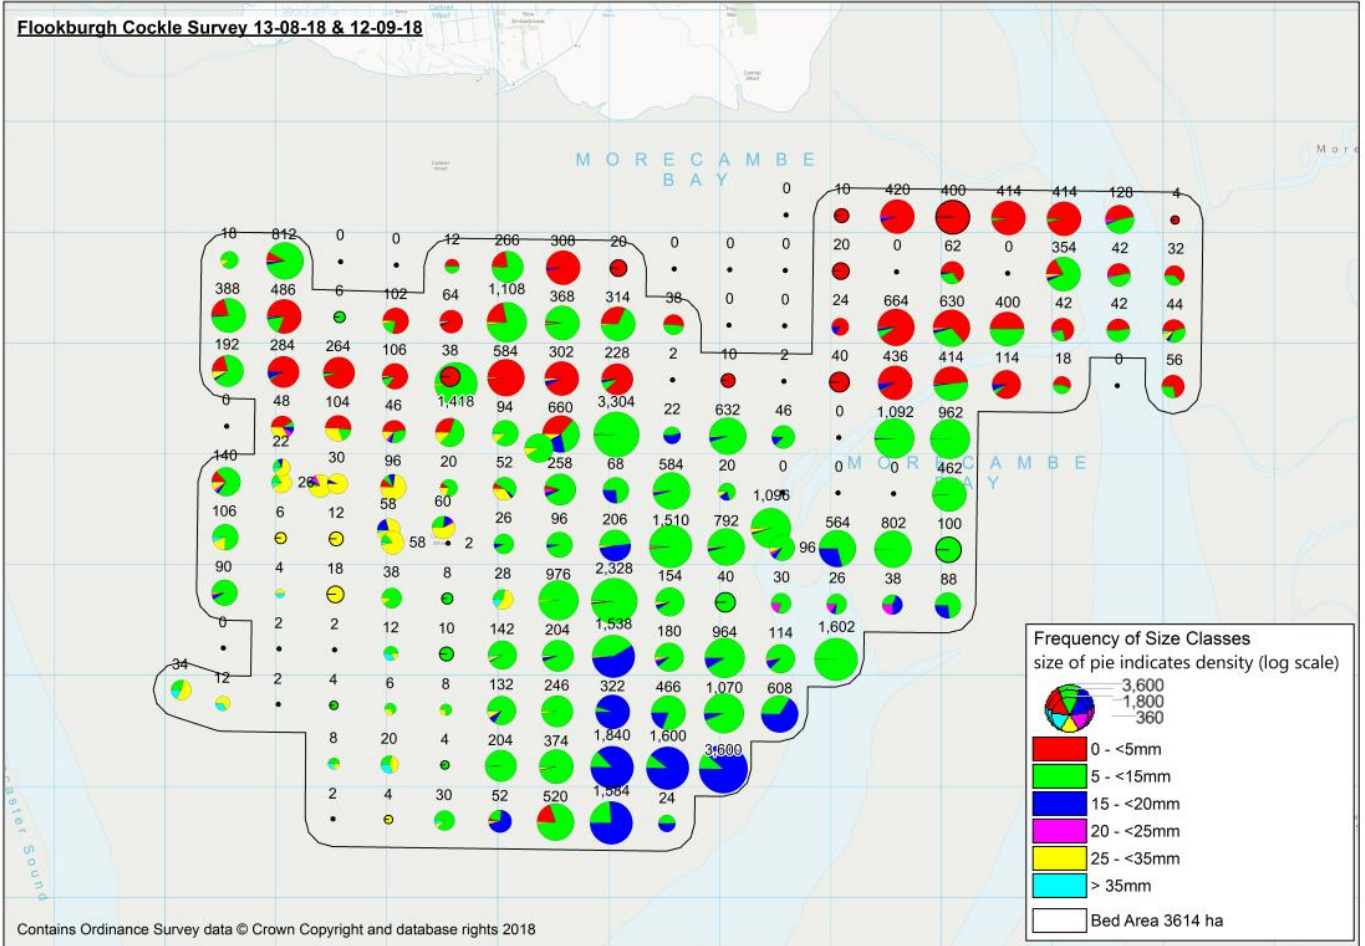 Flookburgh Cockle Survey 13-08-18 & 12-09-18
MORECAMBE
BAY
More
0 10 420 400 414 414 128 4
18 812 0 0 12 266 308 20 0 0 0 20 0 62 0 354 42 32
388 486 6 102 64 1,108 368 314 38 0 0 24 664 630 400 42 42 44
192 284 264 106 38 584 302 228 2 10 2 40 436 414 114 18 0 56
0 48 104 46 1,418 94 660 3,304 22 632 46 0 1,092 962
22
MORECAMBE
BAY
140 26 30 96 20 52 258 68 584 20 0 0 0 462
106 6 12 58 60 26 96 206 1,510 792 1,096 564 802 100
58 2 96
90 4 18 38 8 28 976 2,328 154 40 30 26 38 88
0 2 2 12 10 142 204 1,538 180 964 114 1,602
34 12 2 4 6 8 132 246 322 466 1,070 608
8 20 4 204 374 1,840 1,600 3,600
2 4 30 52 520 1,584 24
caster Sound
Frequency of Size Classes
size of pie indicates density (log scale)
3,600
1,800
360
0 - <5mm
5 - <15mm
15 - <20mm
20 - <25mm
25 - <35mm
> 35mm
Bed Area 3614 ha
Contains Ordinance Survey data © Crown Copyright and database rights 2018